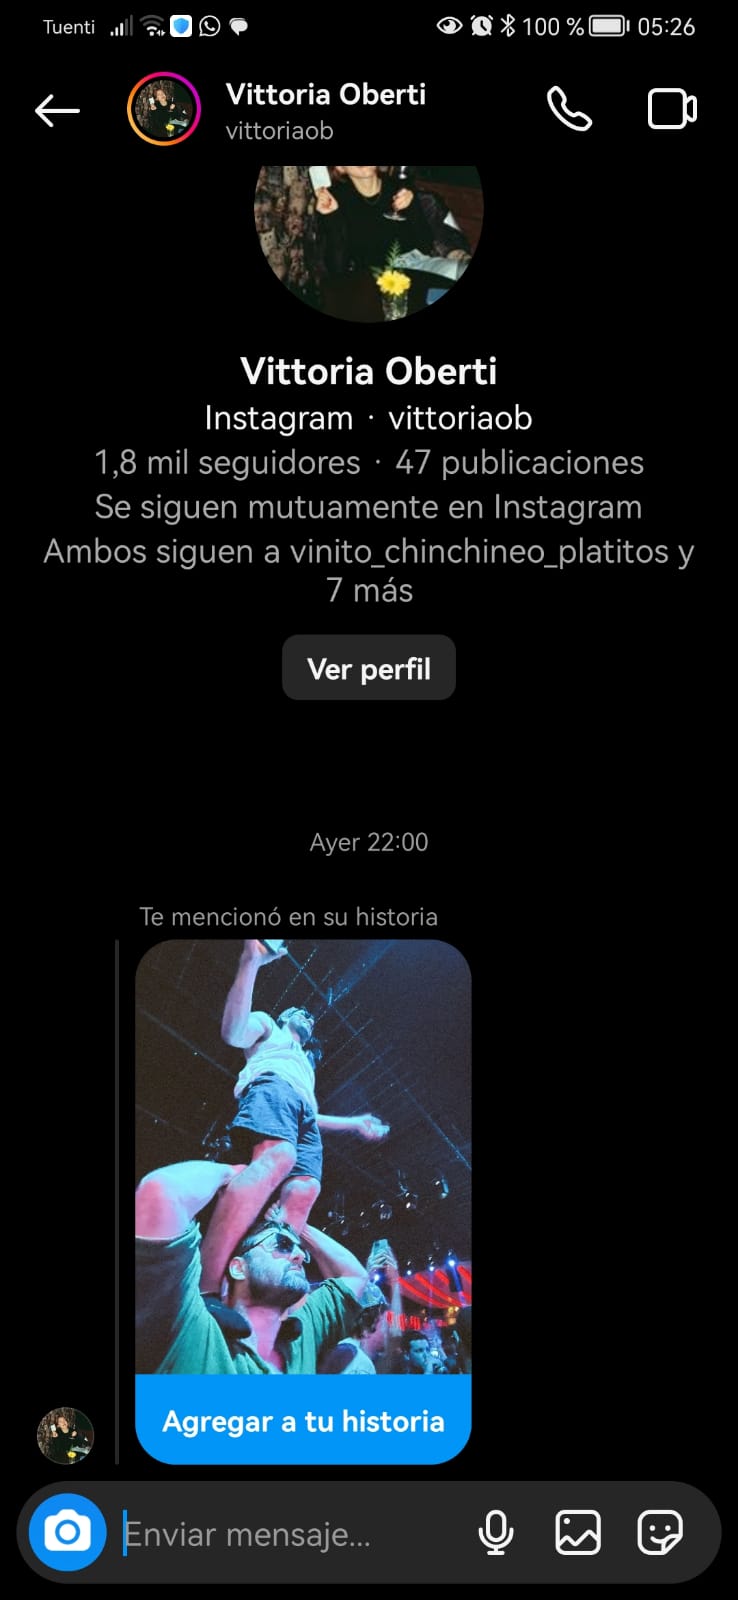 Tuenti 100 % 05:26
Vittoria Oberti
vittoriaob
Vittoria Oberti
Instagram · vittoriaob
1,8 mil seguidores · 47 publicaciones
Se siguen mutuamente en Instagram
Ambos siguen a vinito_chinchineo_platitos y
7 más
Ver perfil
Ayer 22:00
Te mencionó en su historia
Agregar a tu historia
Enviar mensaje...